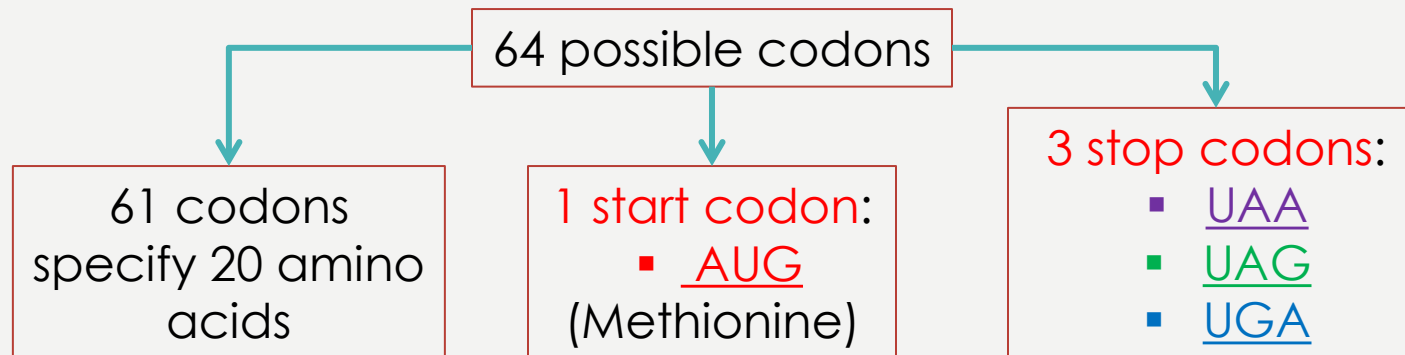 64 possible codons
61 codons
specify 20 amino
acids
1 start codon:
▪ AUG
(Methionine)
3 stop codons:
▪ UAA
▪ UAG
▪ UGA